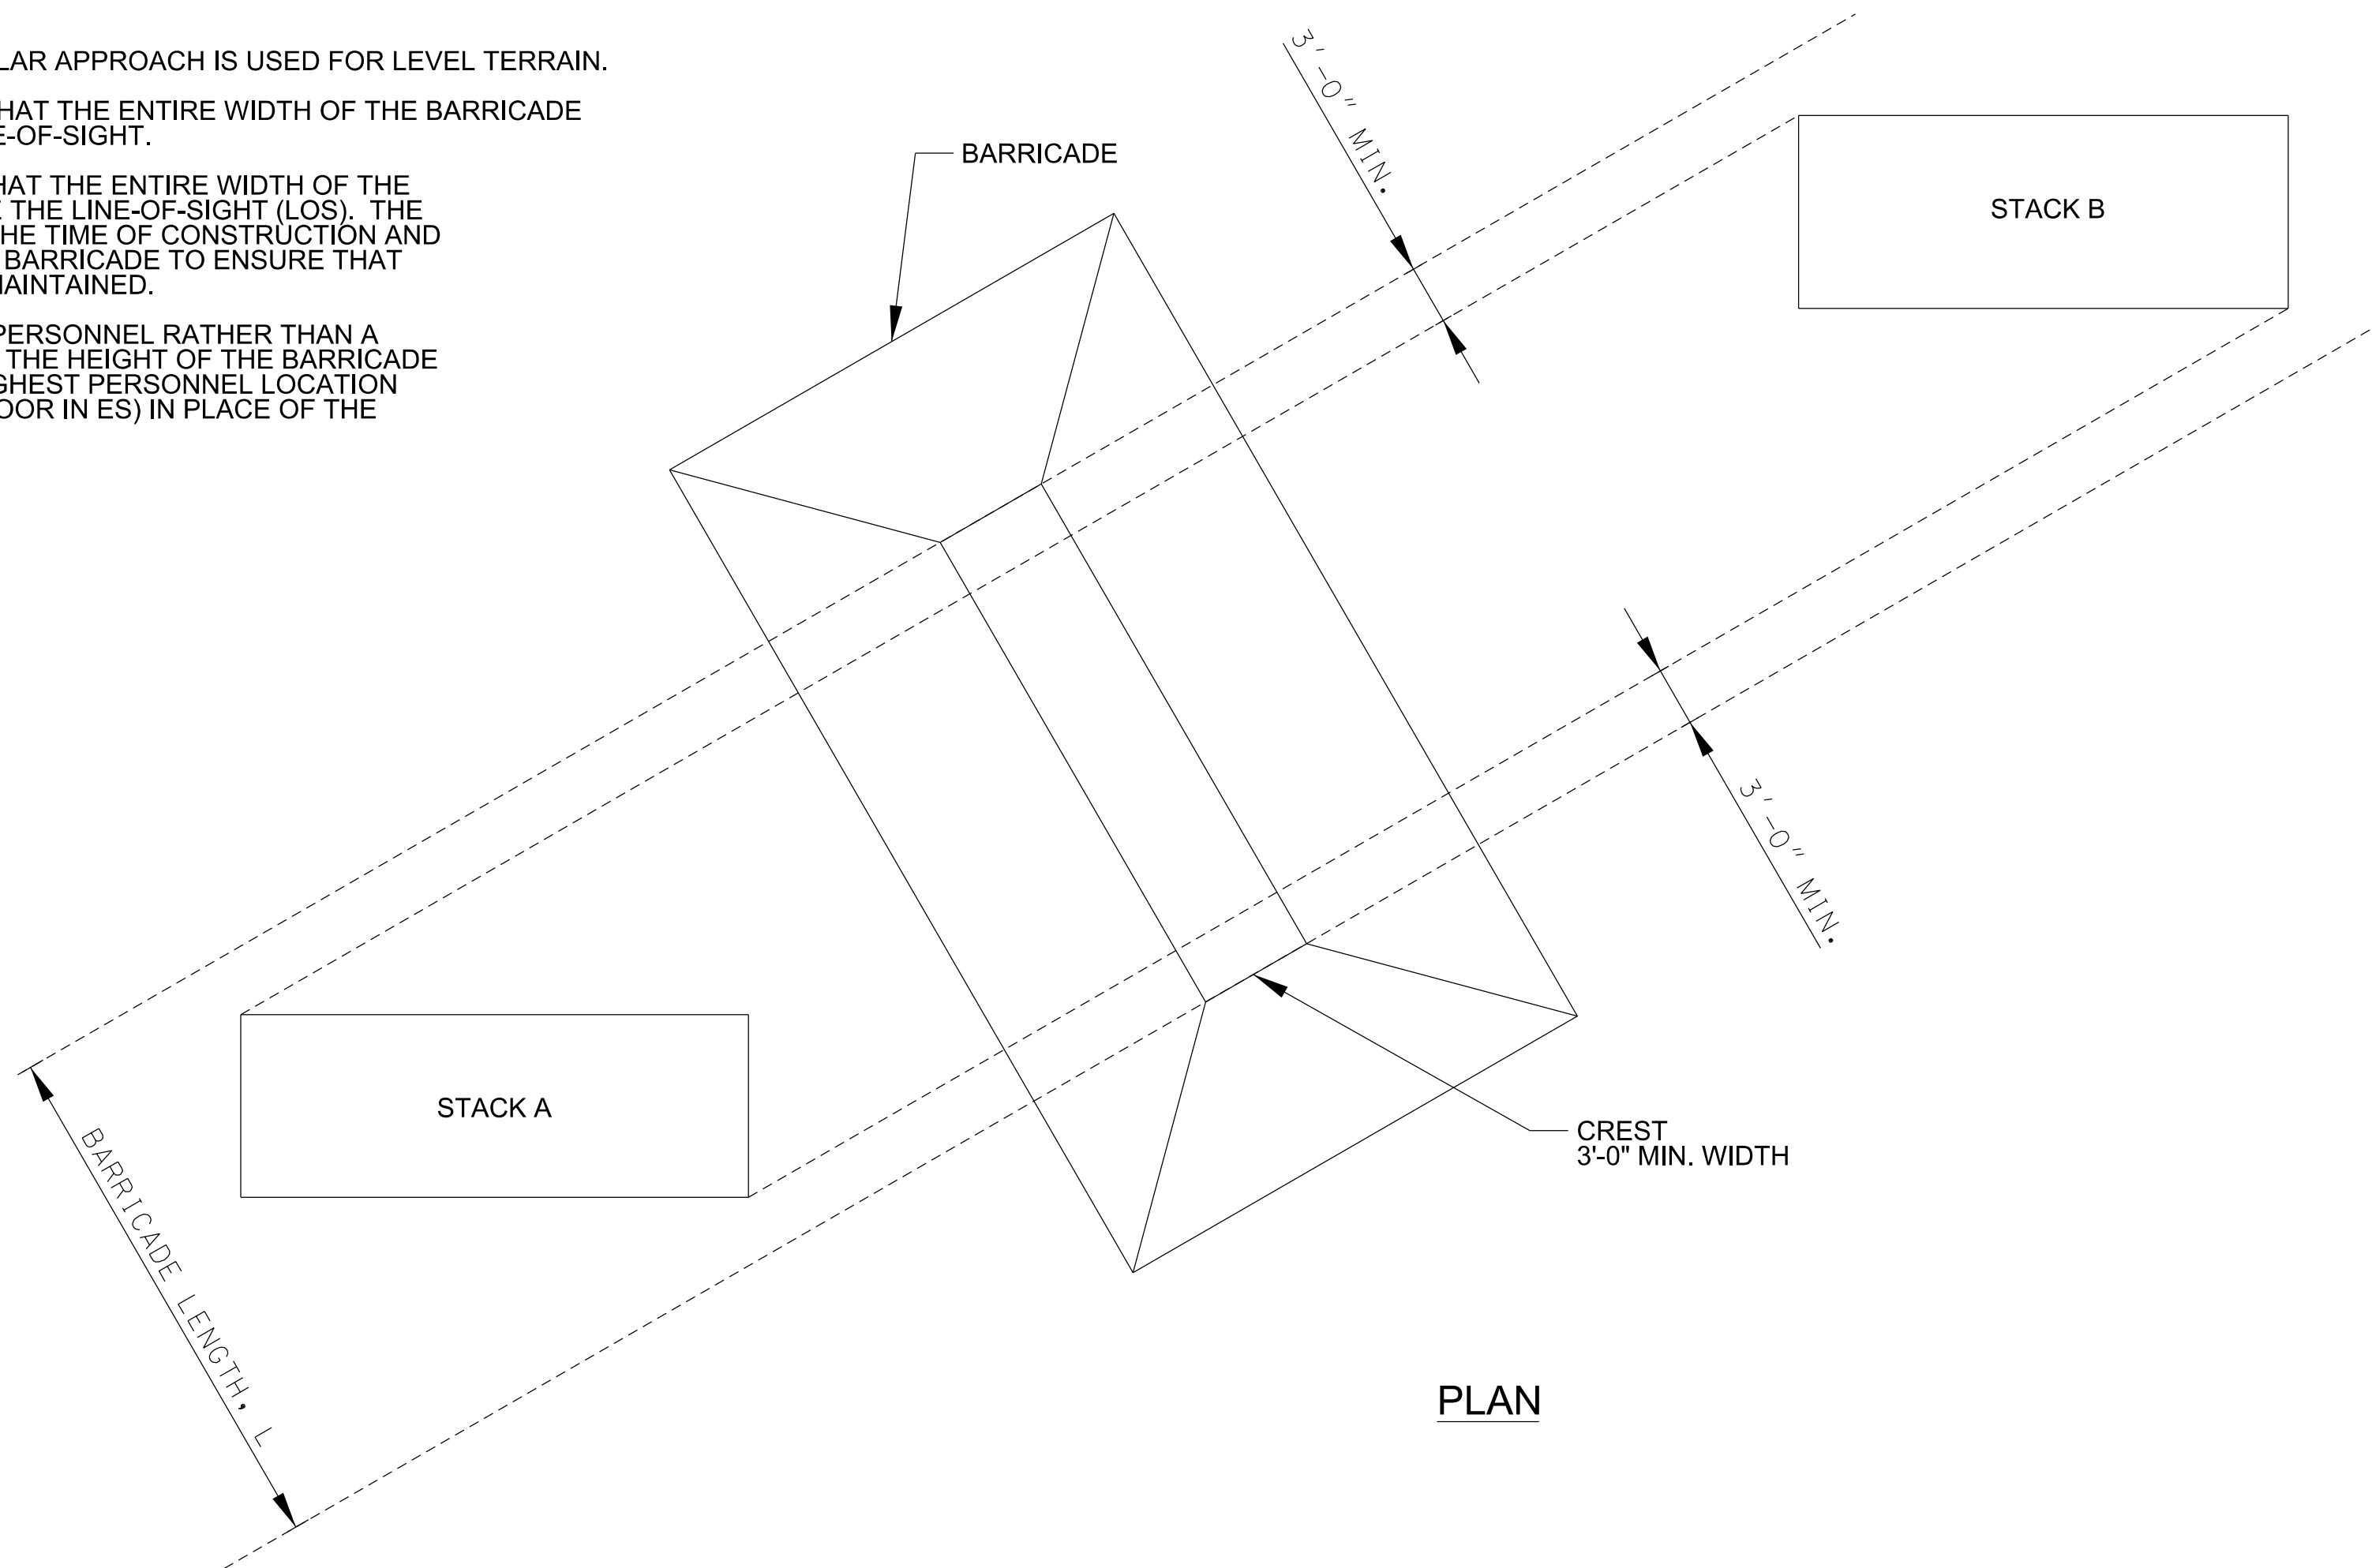 LAR APPROACH IS USED FOR LEVEL TERRAIN.
HAT THE ENTIRE WIDTH OF THE BARRICADE
E-OF-SIGHT.
HAT THE ENTIRE WIDTH OF THE
THE LINE-OF-SIGHT (LOS). THE
HE TIME OF CONSTRUCTION AND
BARRICADE TO ENSURE THAT
MAINTAINED.
PERSONNEL RATHER THAN A
THE HEIGHT OF THE BARRICADE
GHEST PERSONNEL LOCATION
OOR IN ES) IN PLACE OF THE
3'-0" MIN.
BARRICADE
STACK B
3'-0" MIN.
STACK A
CREST
3'-0" MIN. WIDTH
BARRICADE LENGTH, L
PLAN